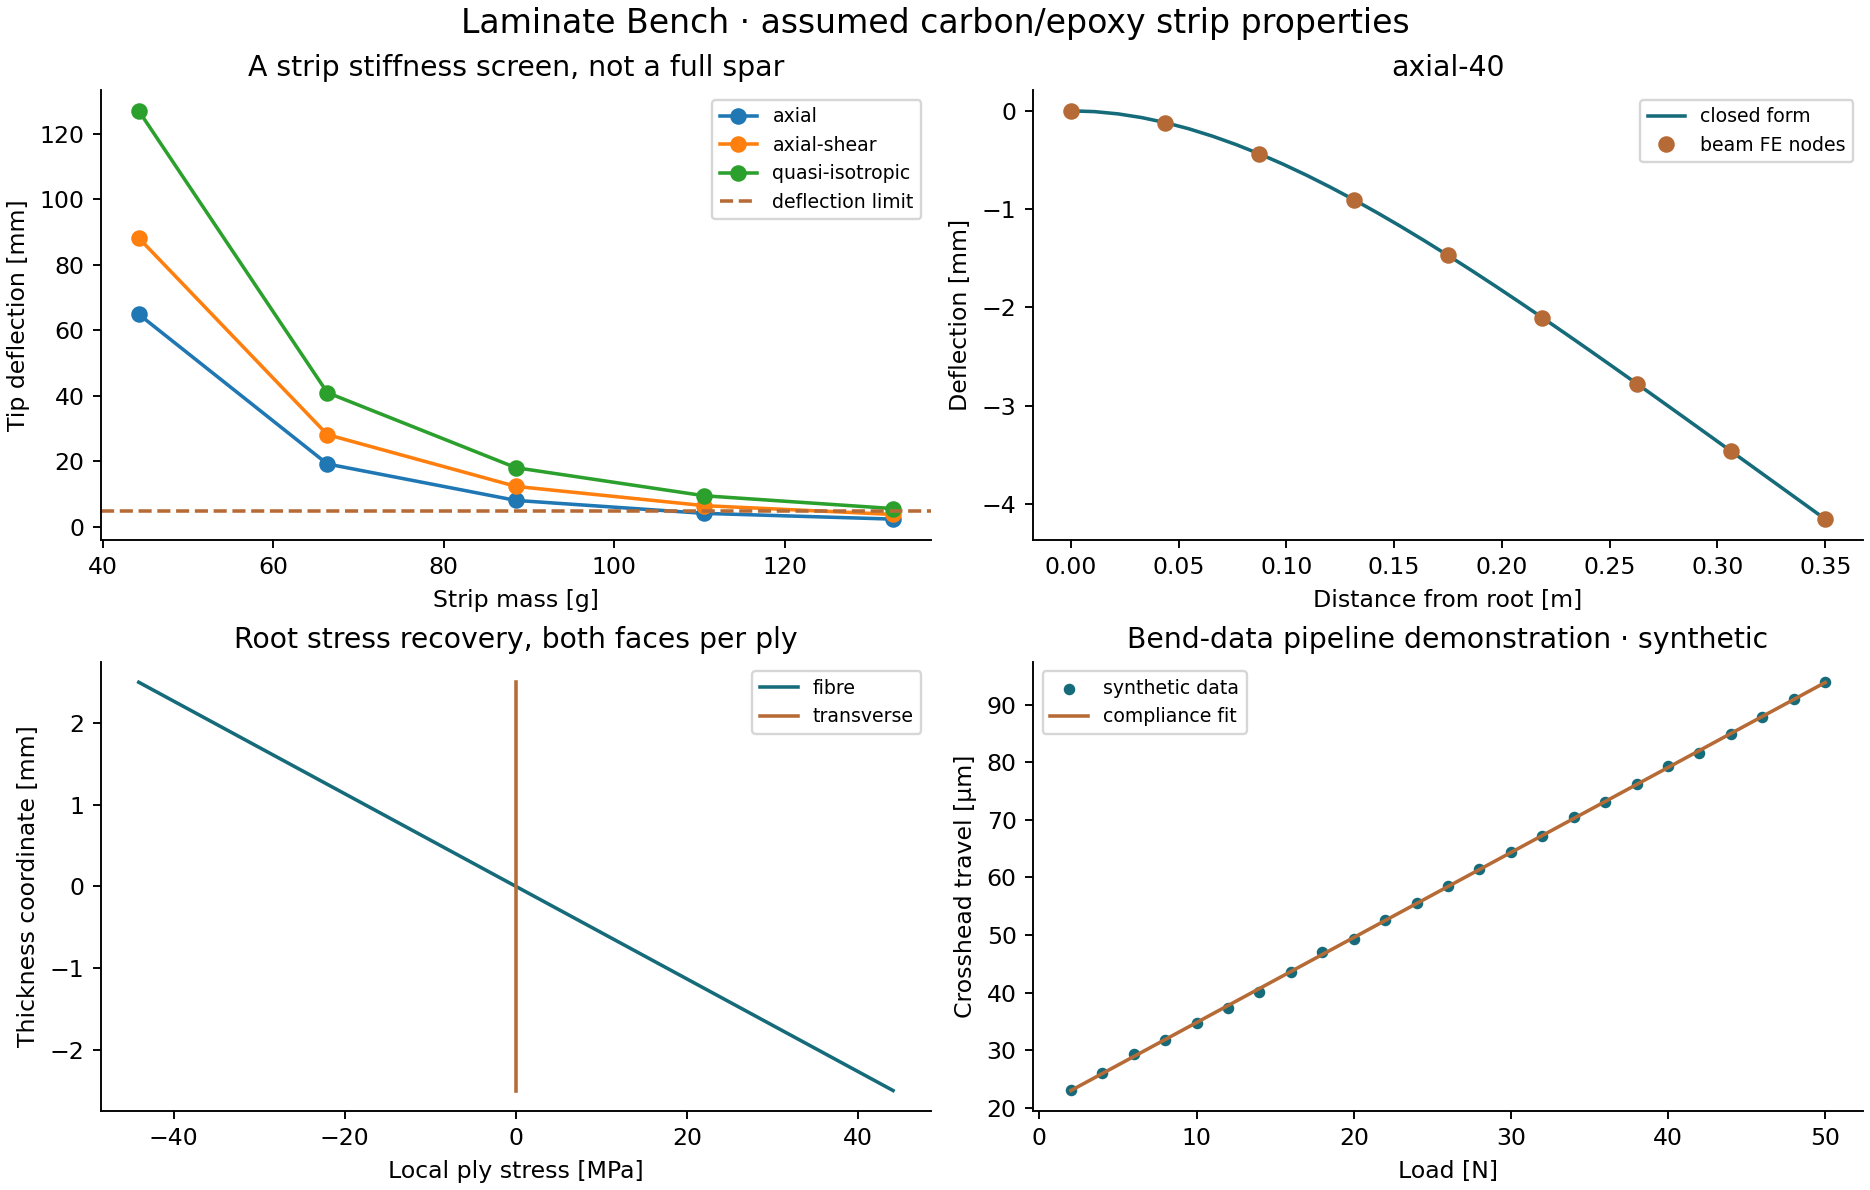 Laminate Bench · assumed carbon/epoxy strip properties
A strip stiffness screen, not a full spar
Tip deflection [mm]
120
100
80
60
40
20
0
axial
axial-shear
quasi-isotropic
deflection limit
40 60 80 100 120
Strip mass [g]
axial-40
Deflection [mm]
0
−1
−2
−3
−4
closed form
beam FE nodes
0.00 0.05 0.10 0.15 0.20 0.25 0.30 0.35
Distance from root [m]
Root stress recovery, both faces per ply
Thickness coordinate [mm]
2
1
0
−1
−2
fibre
transverse
−40 −20 0 20 40
Local ply stress [MPa]
Bend-data pipeline demonstration · synthetic
Crosshead travel [µm]
90
80
70
60
50
40
30
20
synthetic data
compliance fit
0 10 20 30 40 50
Load [N]